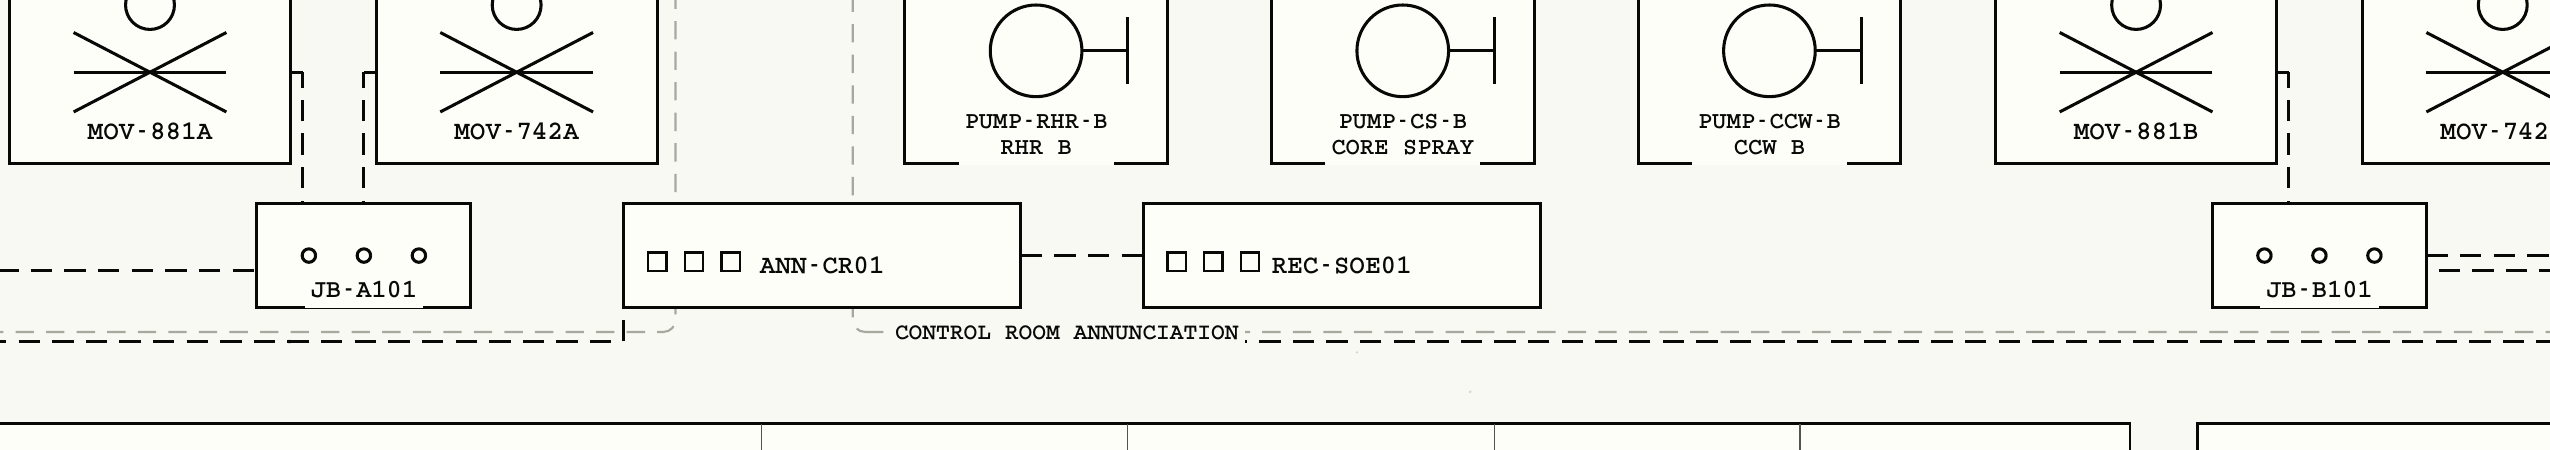 MOV-881A
MOV-742A
PUMP-RHR-B
RHR B
PUMP-CS-B
CORE SPRAY
PUMP-CCW-B
CCW B
MOV-881B
MOV-742
JB-A101
ANN-CR01
REC-SOE01
JB-B101
CONTROL ROOM ANNUNCIATION